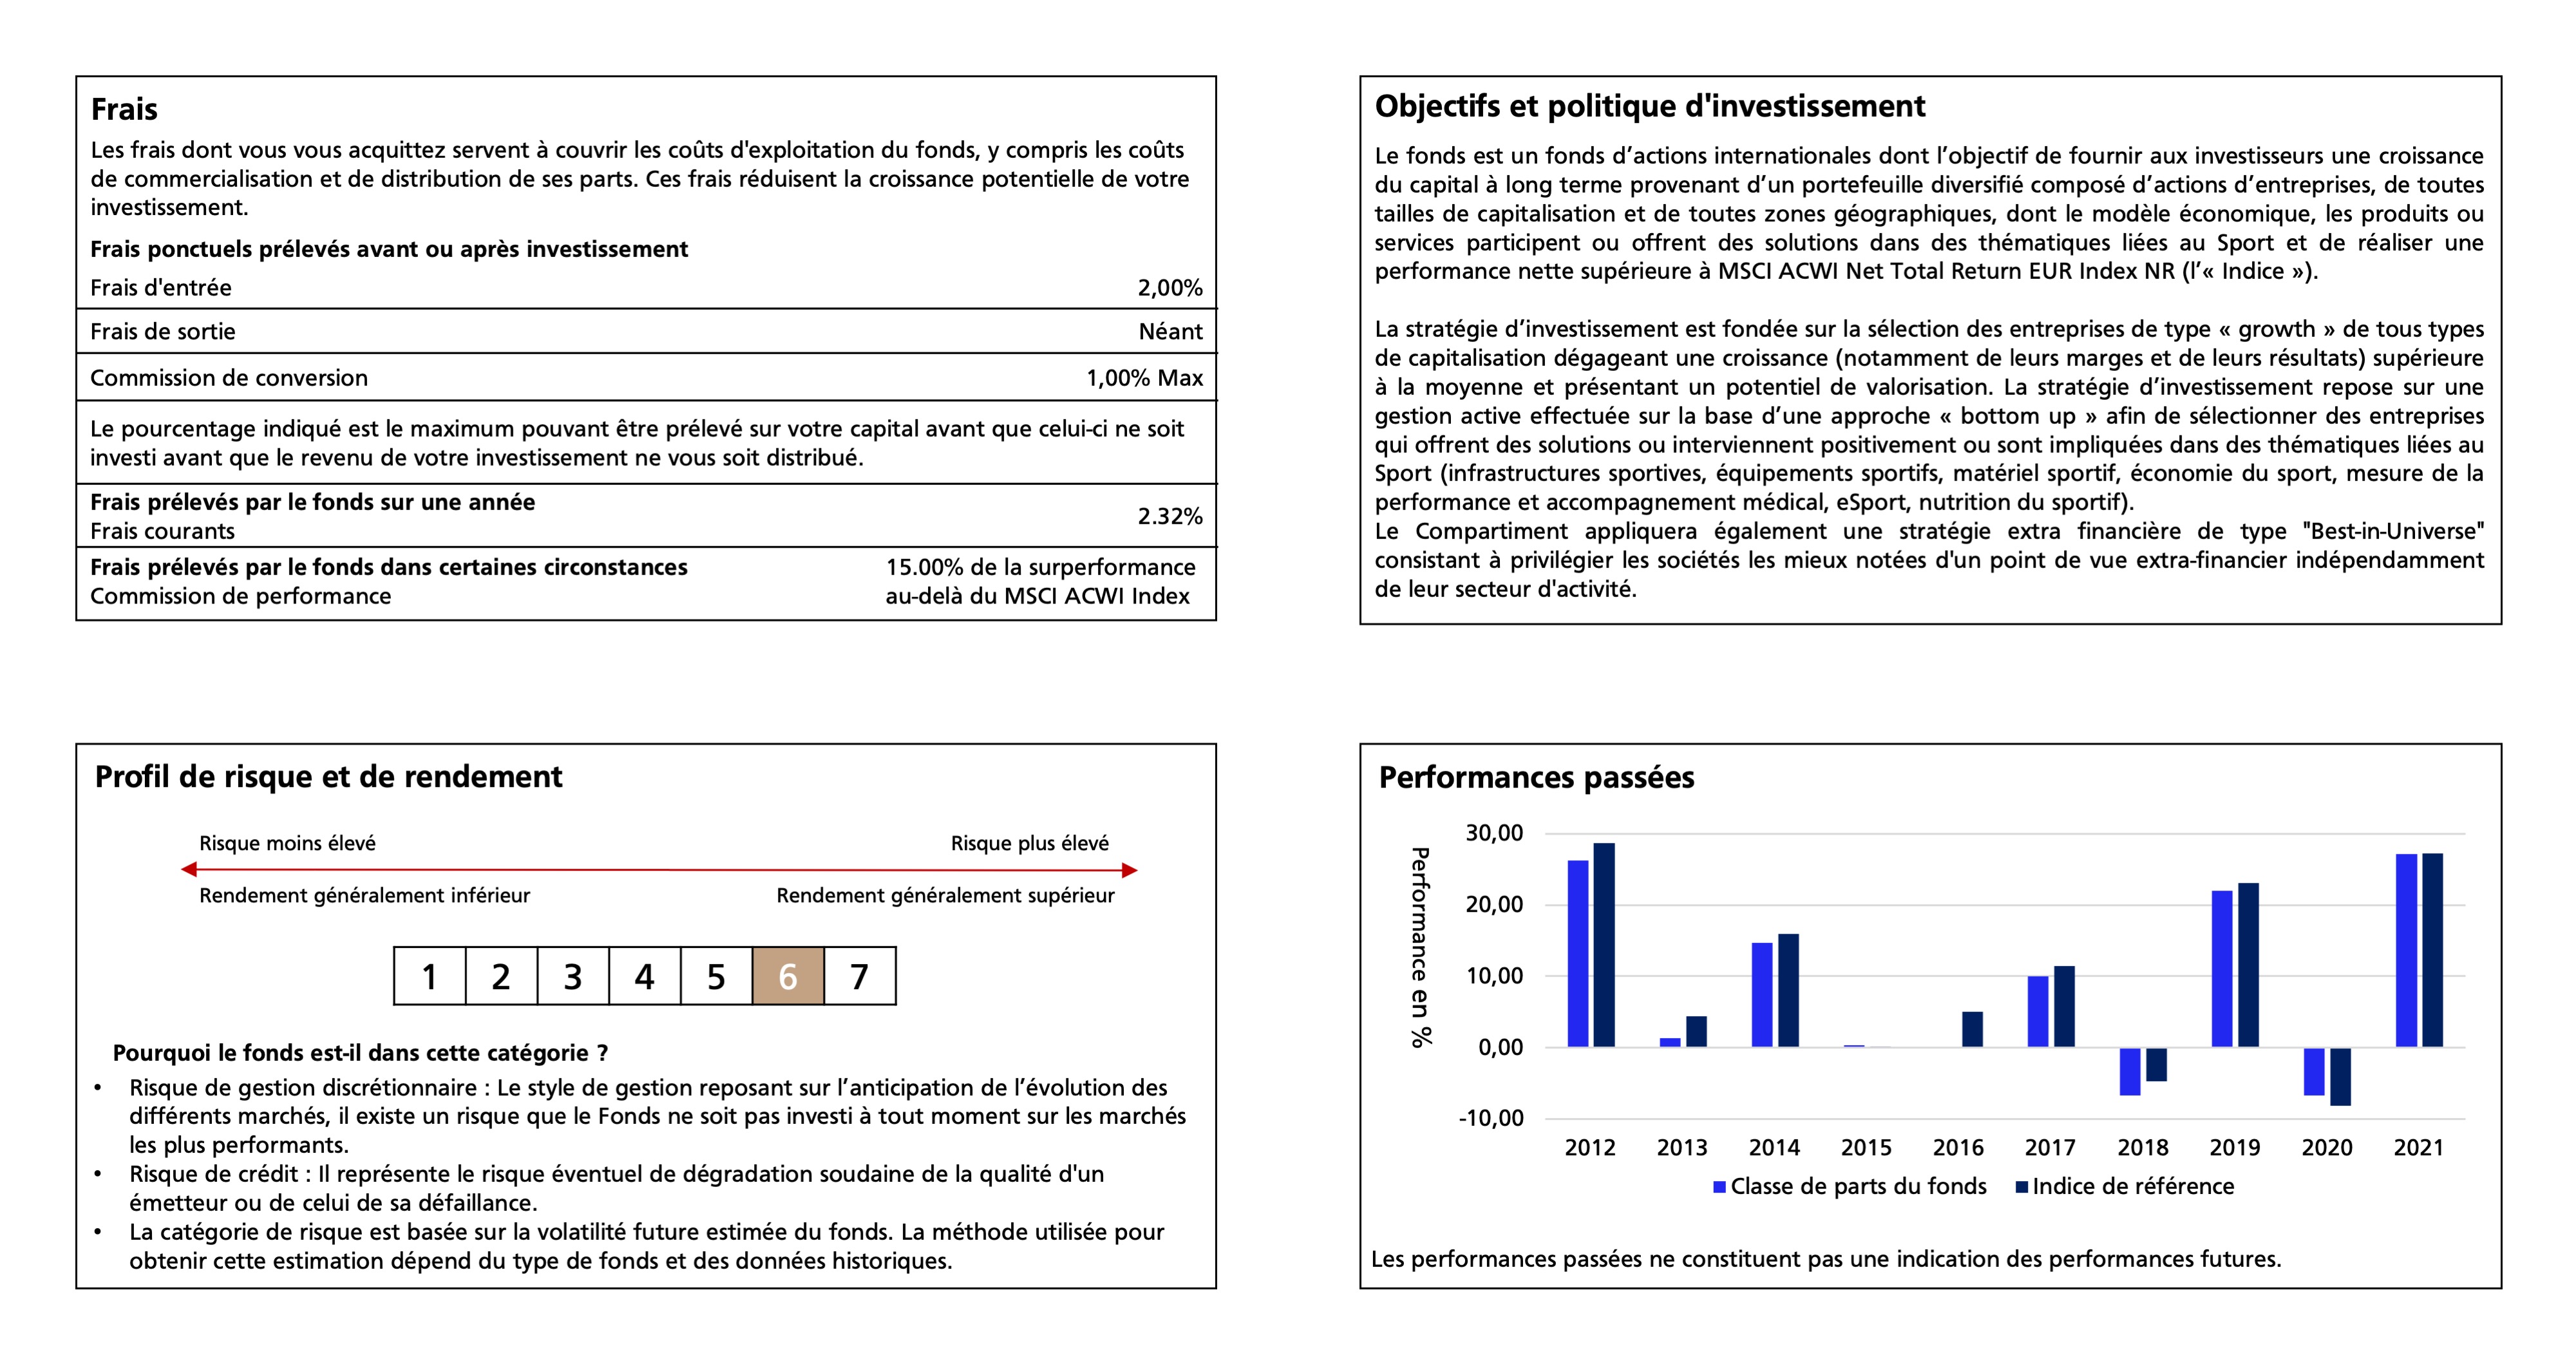 Frais
Les frais dont vous vous acquittez servent à couvrir les coûts d'exploitation du fonds, y compris les coûts
de commercialisation et de distribution de ses parts. Ces frais réduisent la croissance potentielle de votre
investissement.
Frais ponctuels prélevés avant ou après investissement
Frais d'entrée 2,00%
Frais de sortie Néant
Commission de conversion 1,00% Max
Le pourcentage indiqué est le maximum pouvant être prélevé sur votre capital avant que celui-ci ne soit
investi avant que le revenu de votre investissement ne vous soit distribué.
Frais prélevés par le fonds sur une année
Frais courants 2.32%
Frais prélevés par le fonds dans certaines circonstances 15.00% de la surperformance
Commission de performance au-delà du MSCI ACWI Index
Objectifs et politique d'investissement
Le fonds est un fonds d’actions internationales dont l’objectif de fournir aux investisseurs une croissance
du capital à long terme provenant d’un portefeuille diversifié composé d’actions d’entreprises, de toutes
tailles de capitalisation et de toutes zones géographiques, dont le modèle économique, les produits ou
services participent ou offrent des solutions dans des thématiques liées au Sport et de réaliser une
performance nette supérieure à MSCI ACWI Net Total Return EUR Index NR (l’« Indice »).
La stratégie d’investissement est fondée sur la sélection des entreprises de type « growth » de tous types
de capitalisation dégageant une croissance (notamment de leurs marges et de leurs résultats) supérieure
à la moyenne et présentant un potentiel de valorisation. La stratégie d’investissement repose sur une
gestion active effectuée sur la base d’une approche « bottom up » afin de sélectionner des entreprises
qui offrent des solutions ou interviennent positivement ou sont impliquées dans des thématiques liées au
Sport (infrastructures sportives, équipements sportifs, matériel sportif, économie du sport, mesure de la
performance et accompagnement médical, eSport, nutrition du sportif).
Le Compartiment appliquera également une stratégie extra financière de type "Best-in-Universe"
consistant à privilégier les sociétés les mieux notées d'un point de vue extra-financier indépendamment
de leur secteur d'activité.
Profil de risque et de rendement
Risque moins élevé Risque plus élevé
Rendement généralement inférieur Rendement généralement supérieur
1 2 3 4 5 6 7
Pourquoi le fonds est-il dans cette catégorie ?
• Risque de gestion discrétionnaire : Le style de gestion reposant sur l’anticipation de l’évolution des
différents marchés, il existe un risque que le Fonds ne soit pas investi à tout moment sur les marchés
les plus performants.
• Risque de crédit : Il représente le risque éventuel de dégradation soudaine de la qualité d'un
émetteur ou de celui de sa défaillance.
• La catégorie de risque est basée sur la volatilité future estimée du fonds. La méthode utilisée pour
obtenir cette estimation dépend du type de fonds et des données historiques.
Performances passées
Performance en %
30,00
20,00
10,00
0,00
-10,00
2012 2013 2014 2015 2016 2017 2018 2019 2020 2021
Classe de parts du fonds Indice de référence
Les performances passées ne constituent pas une indication des performances futures.